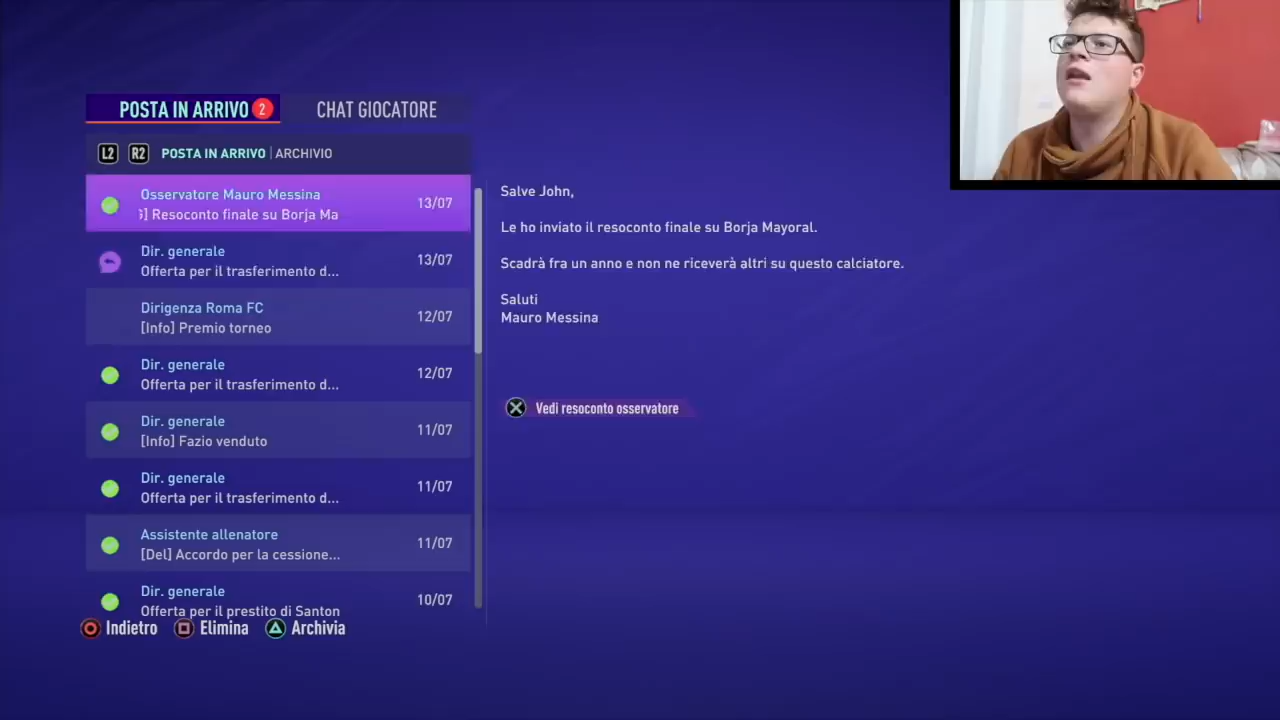 POSTA IN ARRIVO 2
CHAT GIOCATORE
L2 R2 POSTA IN ARRIVO | ARCHIVIO
Osservatore Mauro Messina
] Resoconto finale su Borja Ma
13/07
Dir. generale
Offerta per il trasferimento d...
13/07
Dirigenza Roma FC
[Info] Premio torneo
12/07
Dir. generale
Offerta per il trasferimento d...
12/07
Dir. generale
[Info] Fazio venduto
11/07
Dir. generale
Offerta per il trasferimento d...
11/07
Assistente allenatore
[Del] Accordo per la cessione...
11/07
Dir. generale
Offerta per il prestito di Santon
10/07
Salve John,
Le ho inviato il resoconto finale su Borja Mayoral.
Scadrà fra un anno e non ne riceverà altri su questo calciatore.
Saluti
Mauro Messina
Vedi resoconto osservatore
Indietro Elimina Archivia